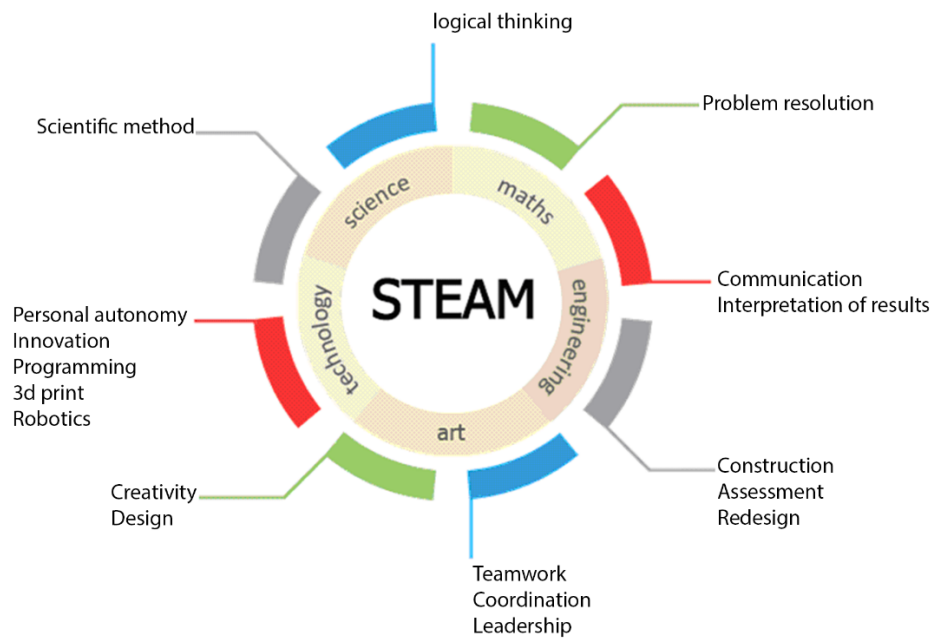 logical thinking
Problem resolution
Scientific method
science
maths
STEAM
Communication
Interpretation of results
engineering
technology
Personal autonomy
Innovation
Programming
3d print
Robotics
art
Construction
Assessment
Redesign
Creativity
Design
Teamwork
Coordination
Leadership